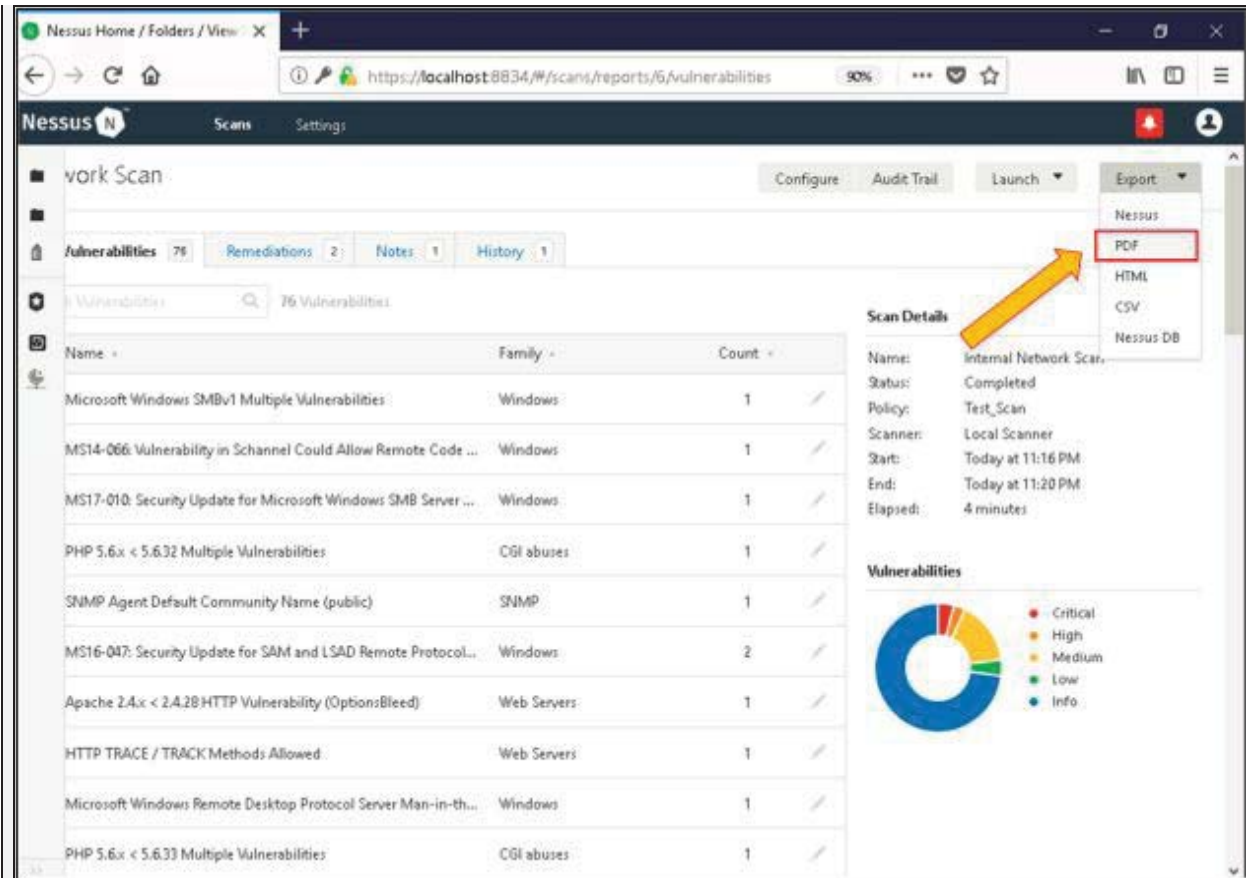 Nessus Home / Folders / View
https://localhost:8834/#/scans/reports/6/vulnerabilities 90%
Nessus N Scans Settings
work Scan Configure Audit Trail Launch Export
Nessus
PDF
HTML
CSV
Nessus DB
Vulnerabilities 76 Remediations 2 Notes 1 History 1
Vulnerabilities 76 Vulnerabilities
Name Family Count
Microsoft Windows SMBv1 Multiple Vulnerabilities Windows 1
MS14-066: Vulnerability in Schannel Could Allow Remote Code ... Windows 1
MS17-010: Security Update for Microsoft Windows SMB Server ... Windows 1
PHP 5.6.x < 5.6.32 Multiple Vulnerabilities CGI abuses 1
SNMP Agent Default Community Name (public) SNMP 1
MS16-047: Security Update for SAM and LSAD Remote Protocol... Windows 2
Apache 2.4.x < 2.4.28 HTTP Vulnerability (OptionsBleed) Web Servers 1
HTTP TRACE / TRACK Methods Allowed Web Servers 1
Microsoft Windows Remote Desktop Protocol Server Man-in-th... Windows 1
PHP 5.6.x < 5.6.33 Multiple Vulnerabilities CGI abuses 1
Scan Details
Name: Internal Network Scan
Status: Completed
Policy: Test_Scan
Scanner: Local Scanner
Start: Today at 11:16 PM
End: Today at 11:20 PM
Elapsed: 4 minutes
Vulnerabilities
Critical
High
Medium
Low
Info